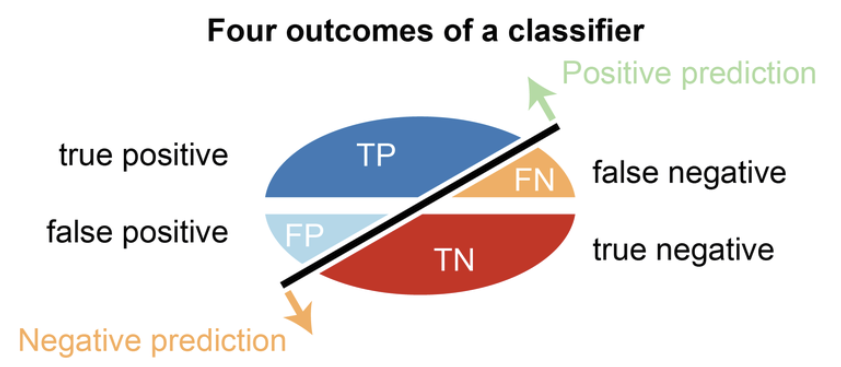 Four outcomes of a classifier
Positive prediction
true positive
TP
FN
false negative
false positive
FP
TN
true negative
Negative prediction